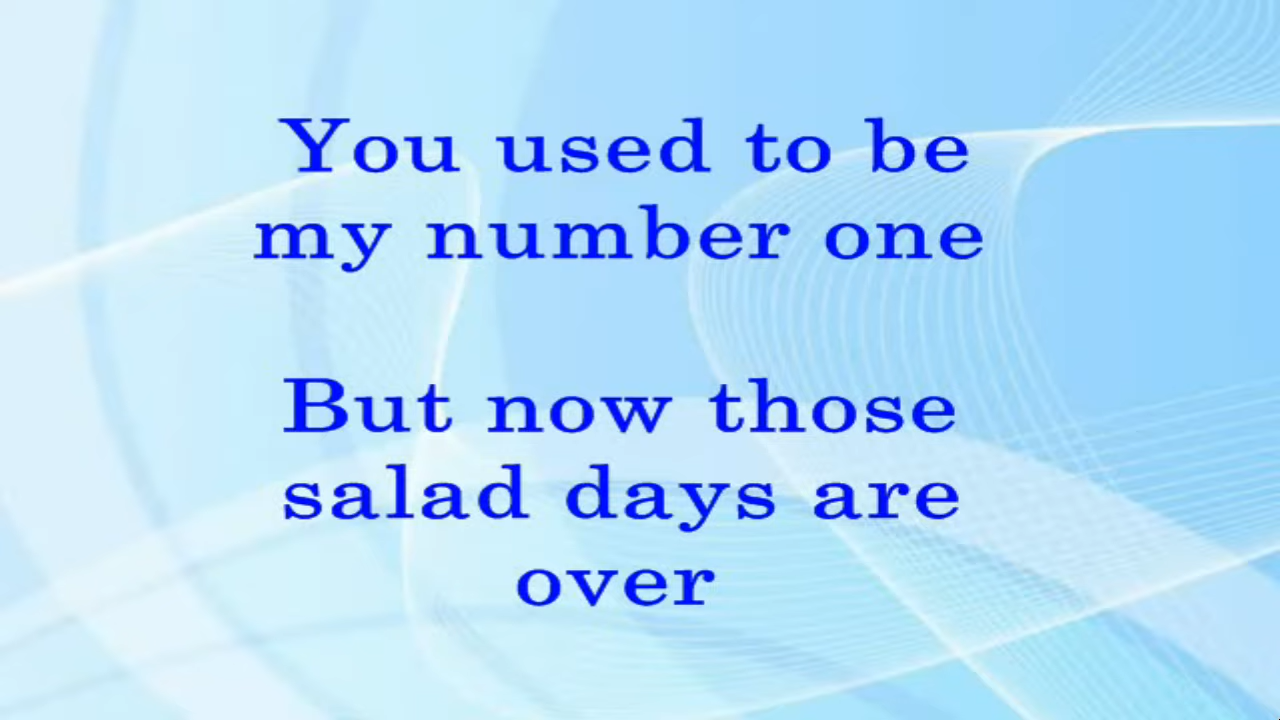 You used to be
my number one
But now those
salad days are
over